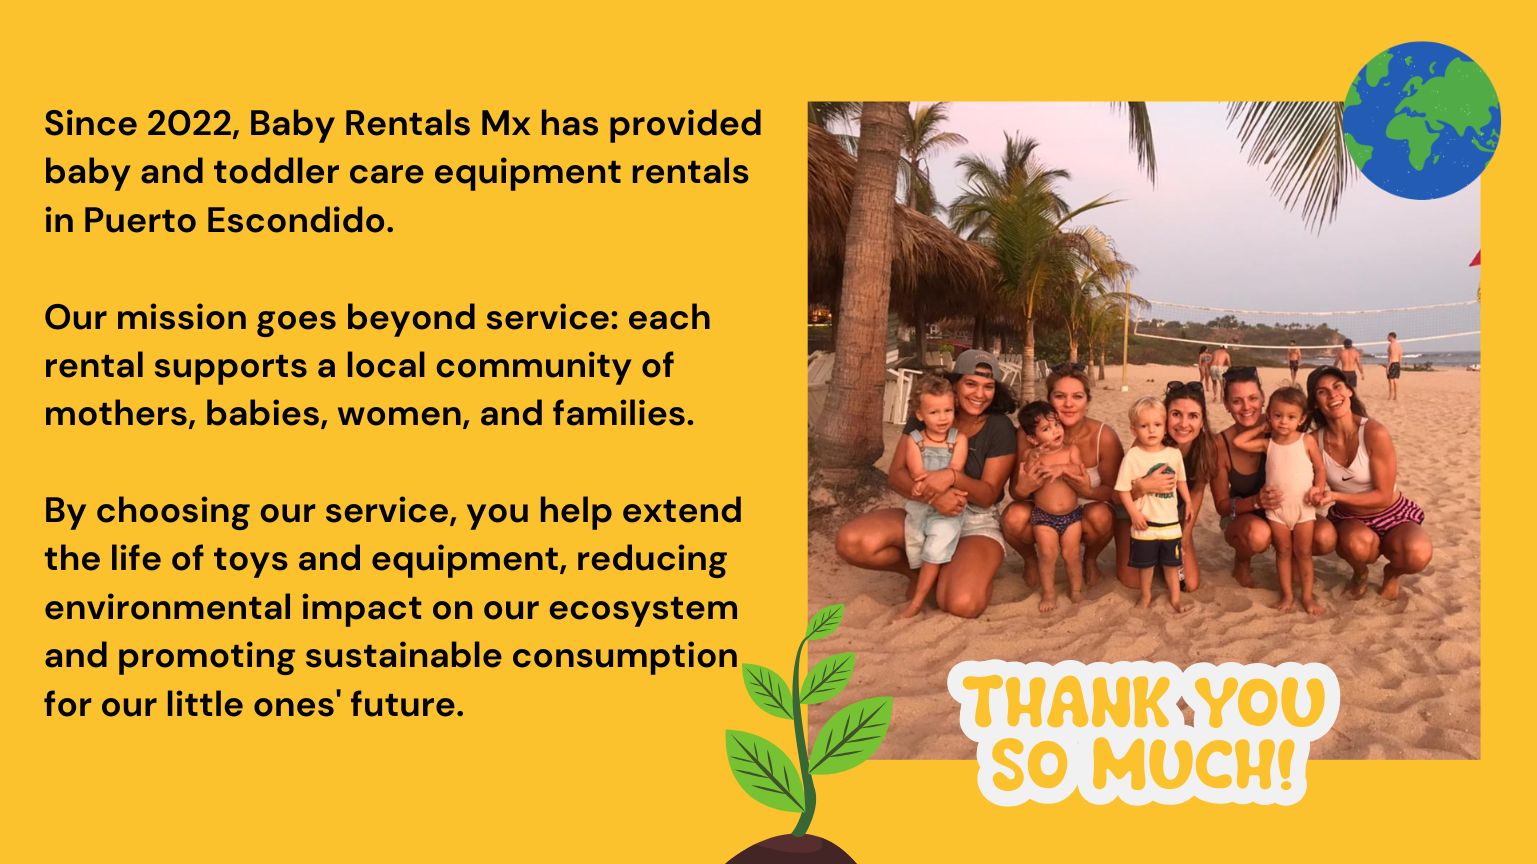 Since 2022, Baby Rentals Mx has provided
baby and toddler care equipment rentals
in Puerto Escondido.
Our mission goes beyond service: each
rental supports a local community of
mothers, babies, women, and families.
By choosing our service, you help extend
the life of toys and equipment, reducing
environmental impact on our ecosystem
and promoting sustainable consumption
for our little ones' future.
THANK YOU
SO MUCH!